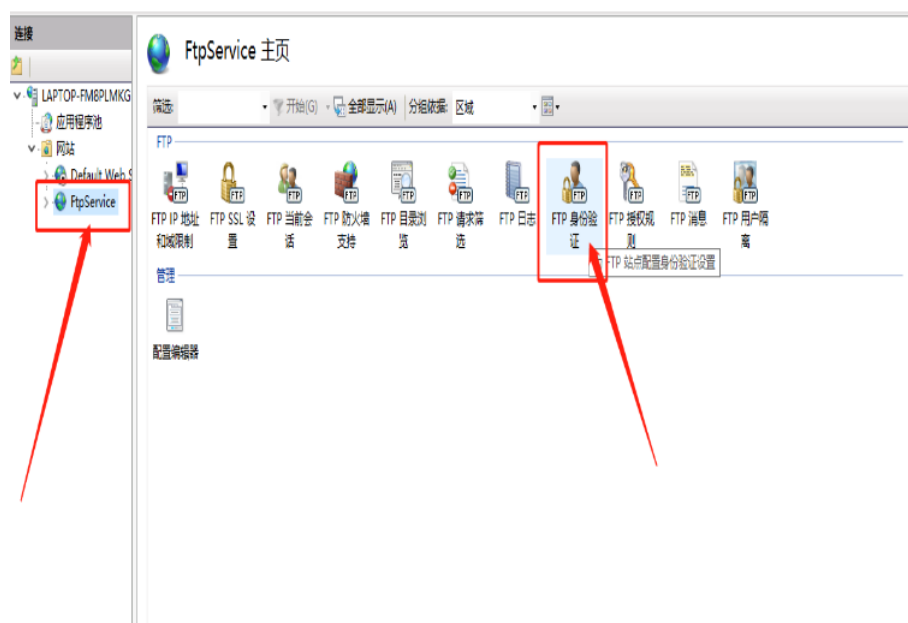 连接
FtpService 主页
LAPTOP-FM8PLMKG
应用程序池
网站
Default Web S
FtpService
筛选:
开始(G)
全部显示(A)
分组依据:
区域
FTP
FTP IP 地址
和域限制
FTP SSL 设
置
FTP 当前会
话
FTP 防火墙
支持
FTP 目录浏
览
FTP 请求筛
选
FTP 日志
FTP 身份验
证
FTP 授权规
则
FTP 消息
FTP 用户隔
离
FTP 站点配置身份验证设置
管理
配置编辑器